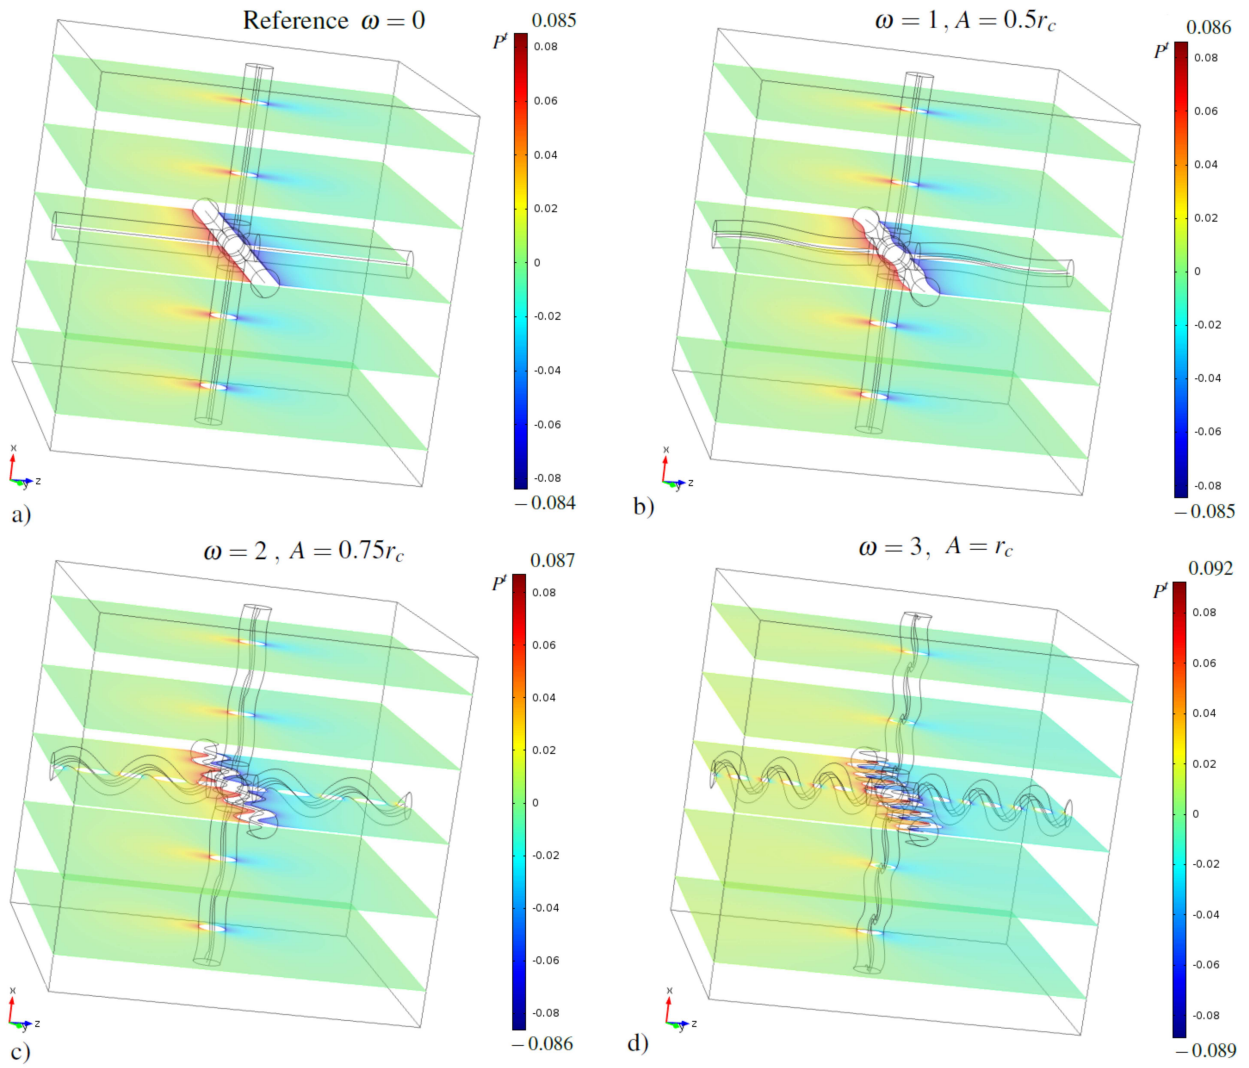 Reference ω = 0
0.085
Pᵗ
0.08
0.06
0.04
0.02
0
-0.02
-0.04
-0.06
-0.08
−0.084
x
y
z
a)
ω = 1 , A = 0.5r_c
0.086
Pᵗ
0.08
0.06
0.04
0.02
0
-0.02
-0.04
-0.06
-0.08
−0.085
x
y
z
b)
ω = 2 , A = 0.75r_c
0.087
Pᵗ
0.08
0.06
0.04
0.02
0
-0.02
-0.04
-0.06
-0.08
−0.086
x
y
z
c)
ω = 3, A = r_c
0.092
Pᵗ
0.08
0.06
0.04
0.02
0
-0.02
-0.04
-0.06
-0.08
−0.089
x
y
z
d)